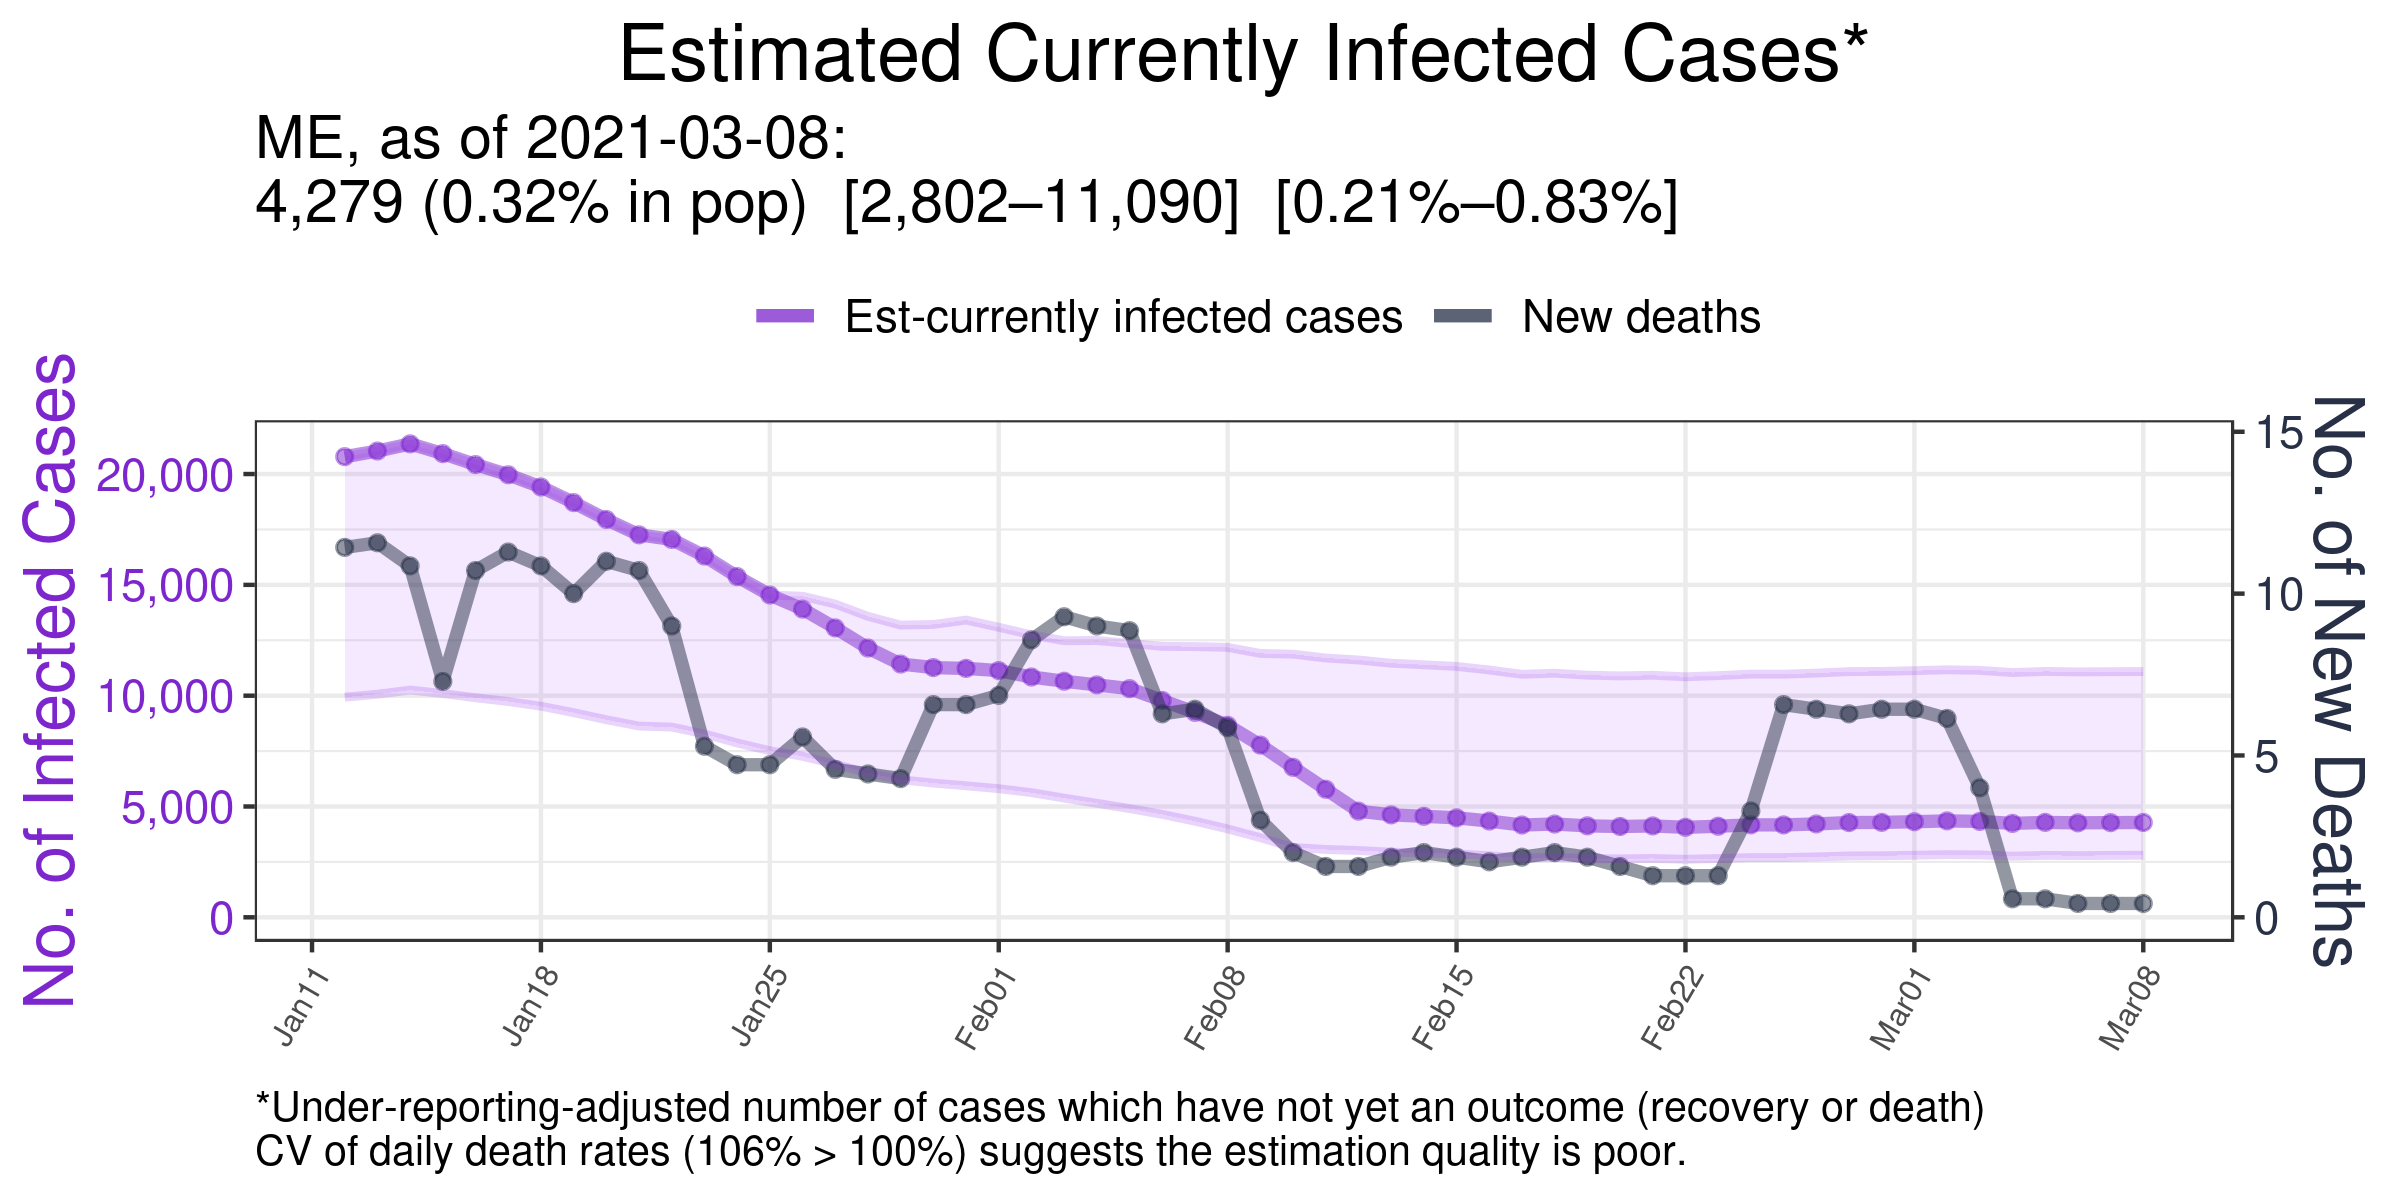 Estimated Currently Infected Cases*
ME, as of 2021-03-08:
4,279 (0.32% in pop) [2,802–11,090] [0.21%–0.83%]
Est-currently infected cases
New deaths
No. of Infected Cases
20,000
15,000
10,000
5,000
0
15
10
5
0
No. of New Deaths
Jan11
Jan18
Jan25
Feb01
Feb08
Feb15
Feb22
Mar01
Mar08
*Under-reporting-adjusted number of cases which have not yet an outcome (recovery or death)
CV of daily death rates (106% > 100%) suggests the estimation quality is poor.